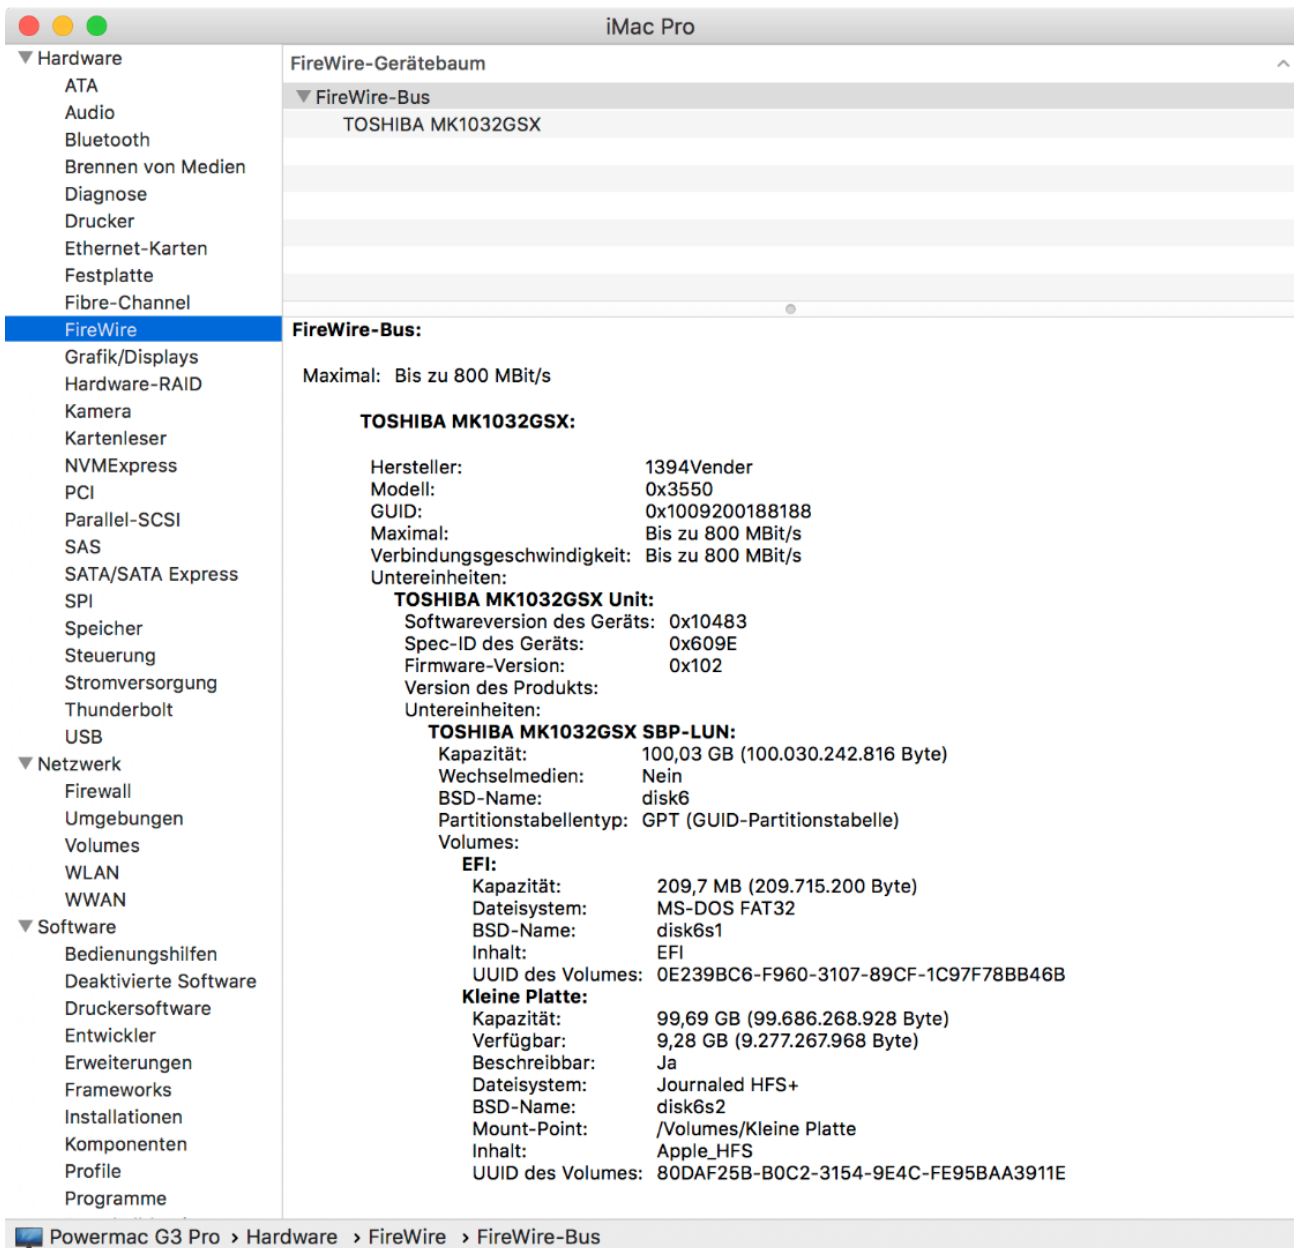 iMac Pro
Hardware
ATA
Audio
Bluetooth
Brennen von Medien
Diagnose
Drucker
Ethernet-Karten
Festplatte
Fibre-Channel
FireWire
Grafik/Displays
Hardware-RAID
Kamera
Kartenleser
NVMExpress
PCI
Parallel-SCSI
SAS
SATA/SATA Express
SPI
Speicher
Steuerung
Stromversorgung
Thunderbolt
USB
Netzwerk
Firewall
Umgebungen
Volumes
WLAN
WWAN
Software
Bedienungshilfen
Deaktivierte Software
Druckersoftware
Entwickler
Erweiterungen
Frameworks
Installationen
Komponenten
Profile
Programme
FireWire-Gerätebaum
FireWire-Bus
TOSHIBA MK1032GSX
FireWire-Bus:
Maximal: Bis zu 800 MBit/s
TOSHIBA MK1032GSX:
Hersteller: 1394Vender
Modell: 0x3550
GUID: 0x1009200188188
Maximal: Bis zu 800 MBit/s
Verbindungsgeschwindigkeit: Bis zu 800 MBit/s
Untereinheiten:
TOSHIBA MK1032GSX Unit:
Softwareversion des Geräts: 0x10483
Spec-ID des Geräts: 0x609E
Firmware-Version: 0x102
Version des Produkts:
Untereinheiten:
TOSHIBA MK1032GSX SBP-LUN:
Kapazität: 100,03 GB (100.030.242.816 Byte)
Wechselmedien: Nein
BSD-Name: disk6
Partitionstabellentyp: GPT (GUID-Partitionstabelle)
Volumes:
EFI:
Kapazität: 209,7 MB (209.715.200 Byte)
Dateisystem: MS-DOS FAT32
BSD-Name: disk6s1
Inhalt: EFI
UUID des Volumes: 0E239BC6-F960-3107-89CF-1C97F78BB46B
Kleine Platte:
Kapazität: 99,69 GB (99.686.268.928 Byte)
Verfügbar: 9,28 GB (9.277.267.968 Byte)
Beschreibbar: Ja
Dateisystem: Journaled HFS+
BSD-Name: disk6s2
Mount-Point: /Volumes/Kleine Platte
Inhalt: Apple_HFS
UUID des Volumes: 80DAF25B-B0C2-3154-9E4C-FE95BAA3911E
Powermac G3 Pro › Hardware › FireWire › FireWire-Bus